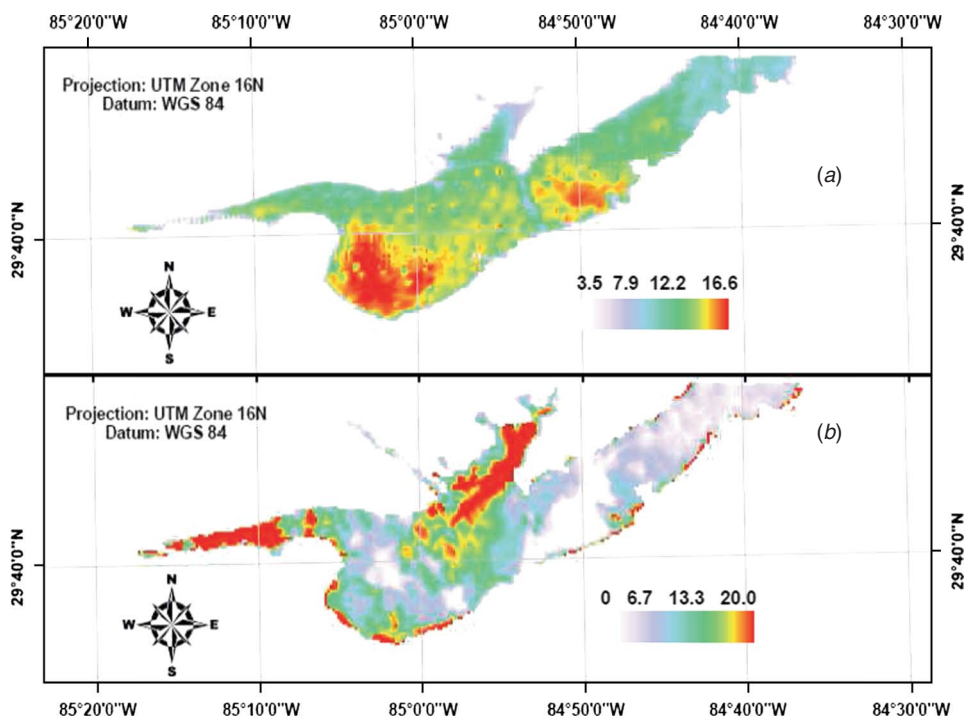 85°20'0"W 85°10'0"W 85°0'0"W 84°50'0"W 84°40'0"W 84°30'0"W
Projection: UTM Zone 16N
Datum: WGS 84
(a)
29°40'0"N
29°40'0"N
N
W E
S
3.5 7.9 12.2 16.6
Projection: UTM Zone 16N
Datum: WGS 84
(b)
29°40'0"N
29°40'0"N
N
W E
S
0 6.7 13.3 20.0
85°20'0"W 85°10'0"W 85°0'0"W 84°50'0"W 84°40'0"W 84°30'0"W